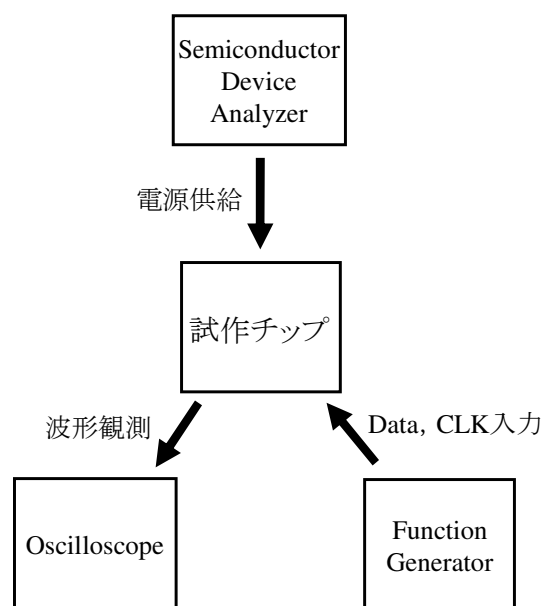 Semiconductor
Device
Analyzer
電源供給
試作チップ
波形観測
Data, CLK入力
Oscilloscope
Function
Generator